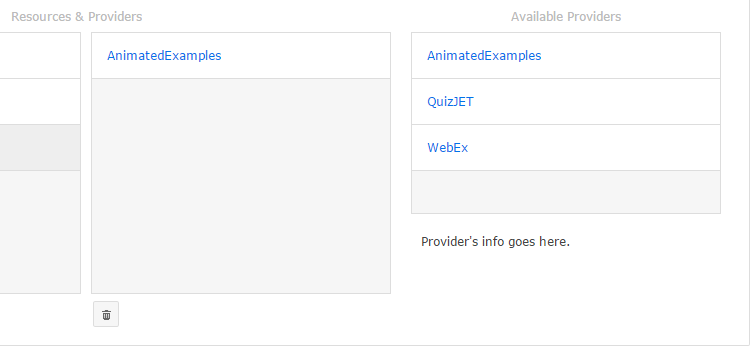 Resources & Providers
AnimatedExamples
Available Providers
AnimatedExamples
QuizJET
WebEx
Provider's info goes here.